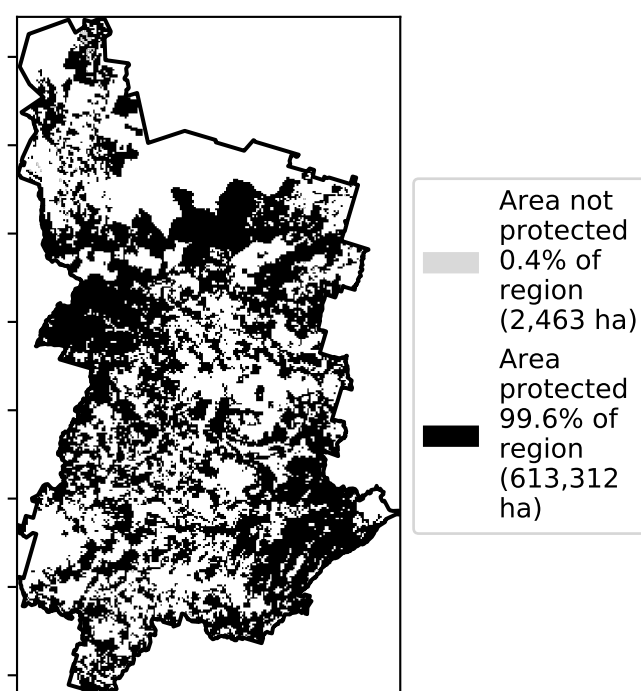 Area not
protected
0.4% of
region
(2,463 ha)
Area
protected
99.6% of
region
(613,312
ha)